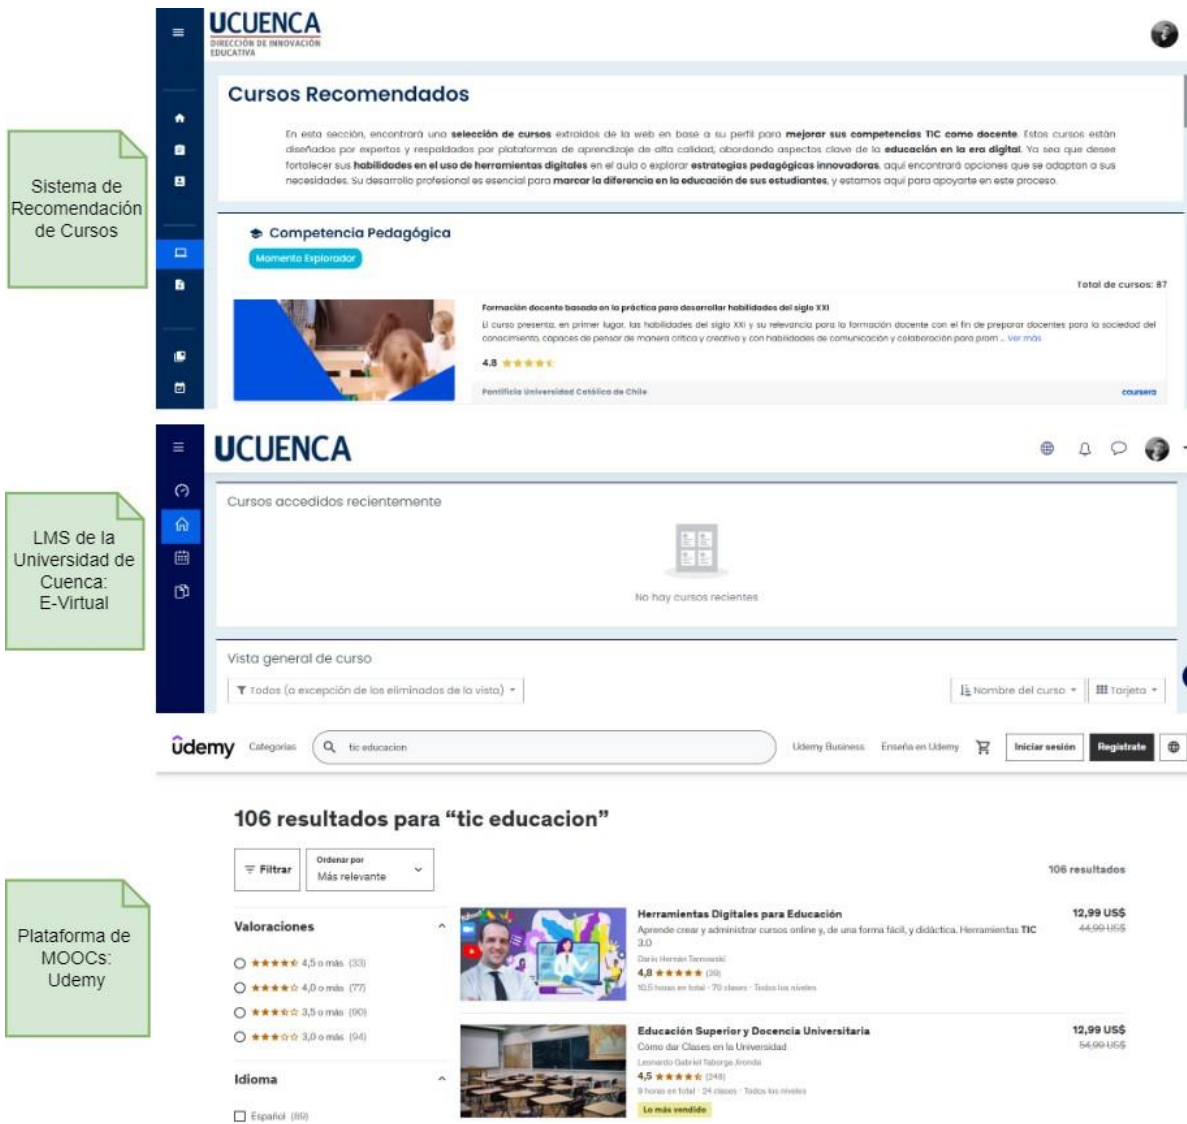 UCUENCA
DIRECCIÓN DE INNOVACIÓN
EDUCATIVA
Sistema de
Recomendación
de Cursos
Cursos Recomendados
En esta sección, encontrará una selección de cursos extraídos de la web en base a su perfil para mejorar sus competencias TIC como docente. Estos cursos están
diseñados por expertos y respaldados por plataformas de aprendizaje de alta calidad, abordando aspectos clave de la educación en la era digital. Ya sea que desee
fortalecer sus habilidades en el uso de herramientas digitales en el aula o explorar estrategias pedagógicas innovadoras, aquí encontrará opciones que se adaptan a sus
necesidades. Su desarrollo profesional es esencial para marcar la diferencia en la educación de sus estudiantes, y estamos aquí para apoyarte en este proceso.
Competencia Pedagógica
Momento Explorador
Total de cursos: 87
Formación docente basada en la práctica para desarrollar habilidades del siglo XXI
El curso presenta, en primer lugar, las habilidades del siglo XXI y su relevancia para la formación docente con el fin de preparar docentes para la sociedad del
conocimiento, capaces de pensar de manera crítica y creativa y con habilidades de comunicación y colaboración para prom ... Ver más
4.8
Pontificia Universidad Católica de Chile
coursera
LMS de la
Universidad de
Cuenca:
E-Virtual
UCUENCA
Cursos accedidos recientemente
No hay cursos recientes
Vista general de curso
Todos (a excepción de los eliminados de la vista)
Nombre del curso
Tarjeta
Plataforma de
MOOCs:
Udemy
ûdemy
Categorías
tic educacion
Udemy Business
Enseña en Udemy
Iniciar sesión
Regístrate
106 resultados para “tic educacion”
Filtrar
Ordenar por
Más relevante
106 resultados
Valoraciones
4,5 o más (33)
4,0 o más (77)
3,5 o más (90)
3,0 o más (94)
Idioma
Español (89)
Herramientas Digitales para Educación
12,99 US$
Aprende crear y administrar cursos online y, de una forma fácil, y didáctica. Herramientas TIC
44,99 US$
3.0
Darío Hernán Tarnowski
4,8 (39)
10,5 horas en total · 70 clases · Todos los niveles
Educación Superior y Docencia Universitaria
12,99 US$
Cómo dar Clases en la Universidad
54,99 US$
Leonardo Gabriel Taborga Jironda
4,5 (248)
9 horas en total · 24 clases · Todos los niveles
Lo más vendido